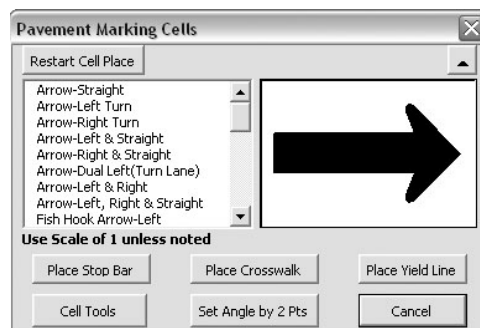 Pavement Marking Cells
Restart Cell Place
Arrow-Straight
Arrow-Left Turn
Arrow-Right Turn
Arrow-Left & Straight
Arrow-Right & Straight
Arrow-Dual Left(Turn Lane)
Arrow-Left & Right
Arrow-Left, Right & Straight
Fish Hook Arrow-Left
Use Scale of 1 unless noted
Place Stop Bar
Place Crosswalk
Place Yield Line
Cell Tools
Set Angle by 2 Pts
Cancel